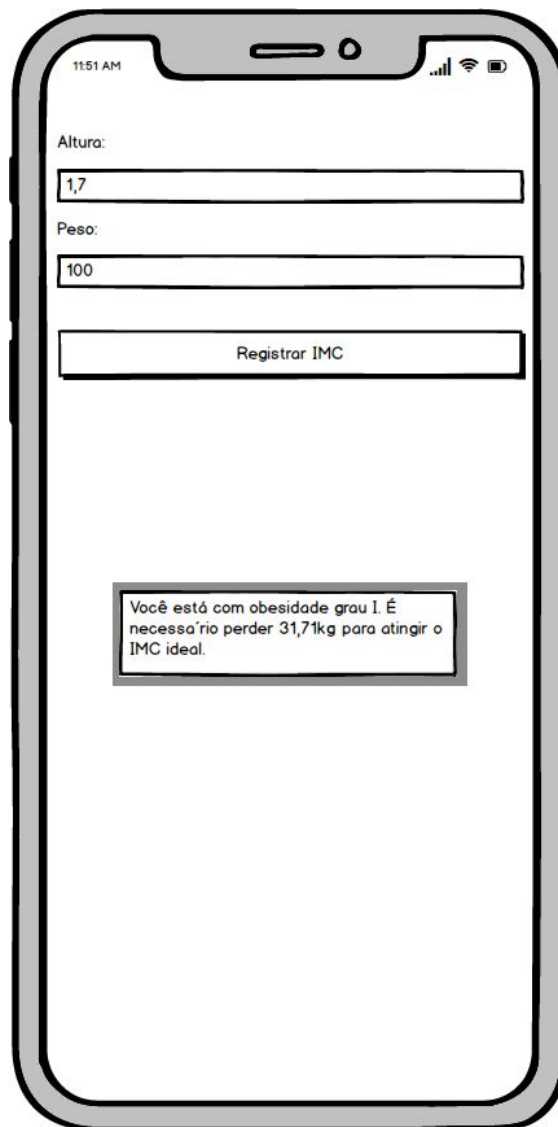 11:51 AM
Altura:
1,7
Peso:
100
Registrar IMC
Você está com obesidade grau I. É
necessa´rio perder 31,71kg para atingir o
IMC ideal.